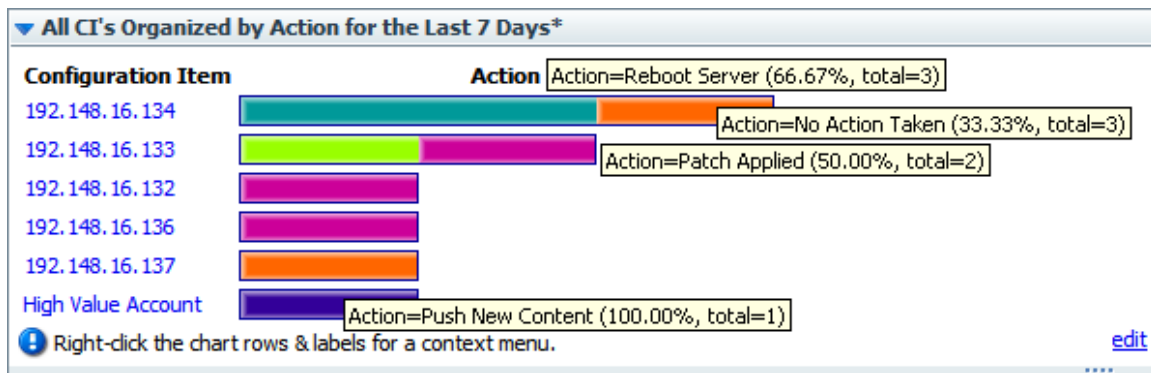 All CI's Organized by Action for the Last 7 Days*
Configuration Item Action Action=Reboot Server (66.67%, total=3)
192.148.16.134
Action=No Action Taken (33.33%, total=3)
192.148.16.133
Action=Patch Applied (50.00%, total=2)
192.148.16.132
192.148.16.136
192.148.16.137
High Value Account
Action=Push New Content (100.00%, total=1)
Right-click the chart rows & labels for a context menu. edit